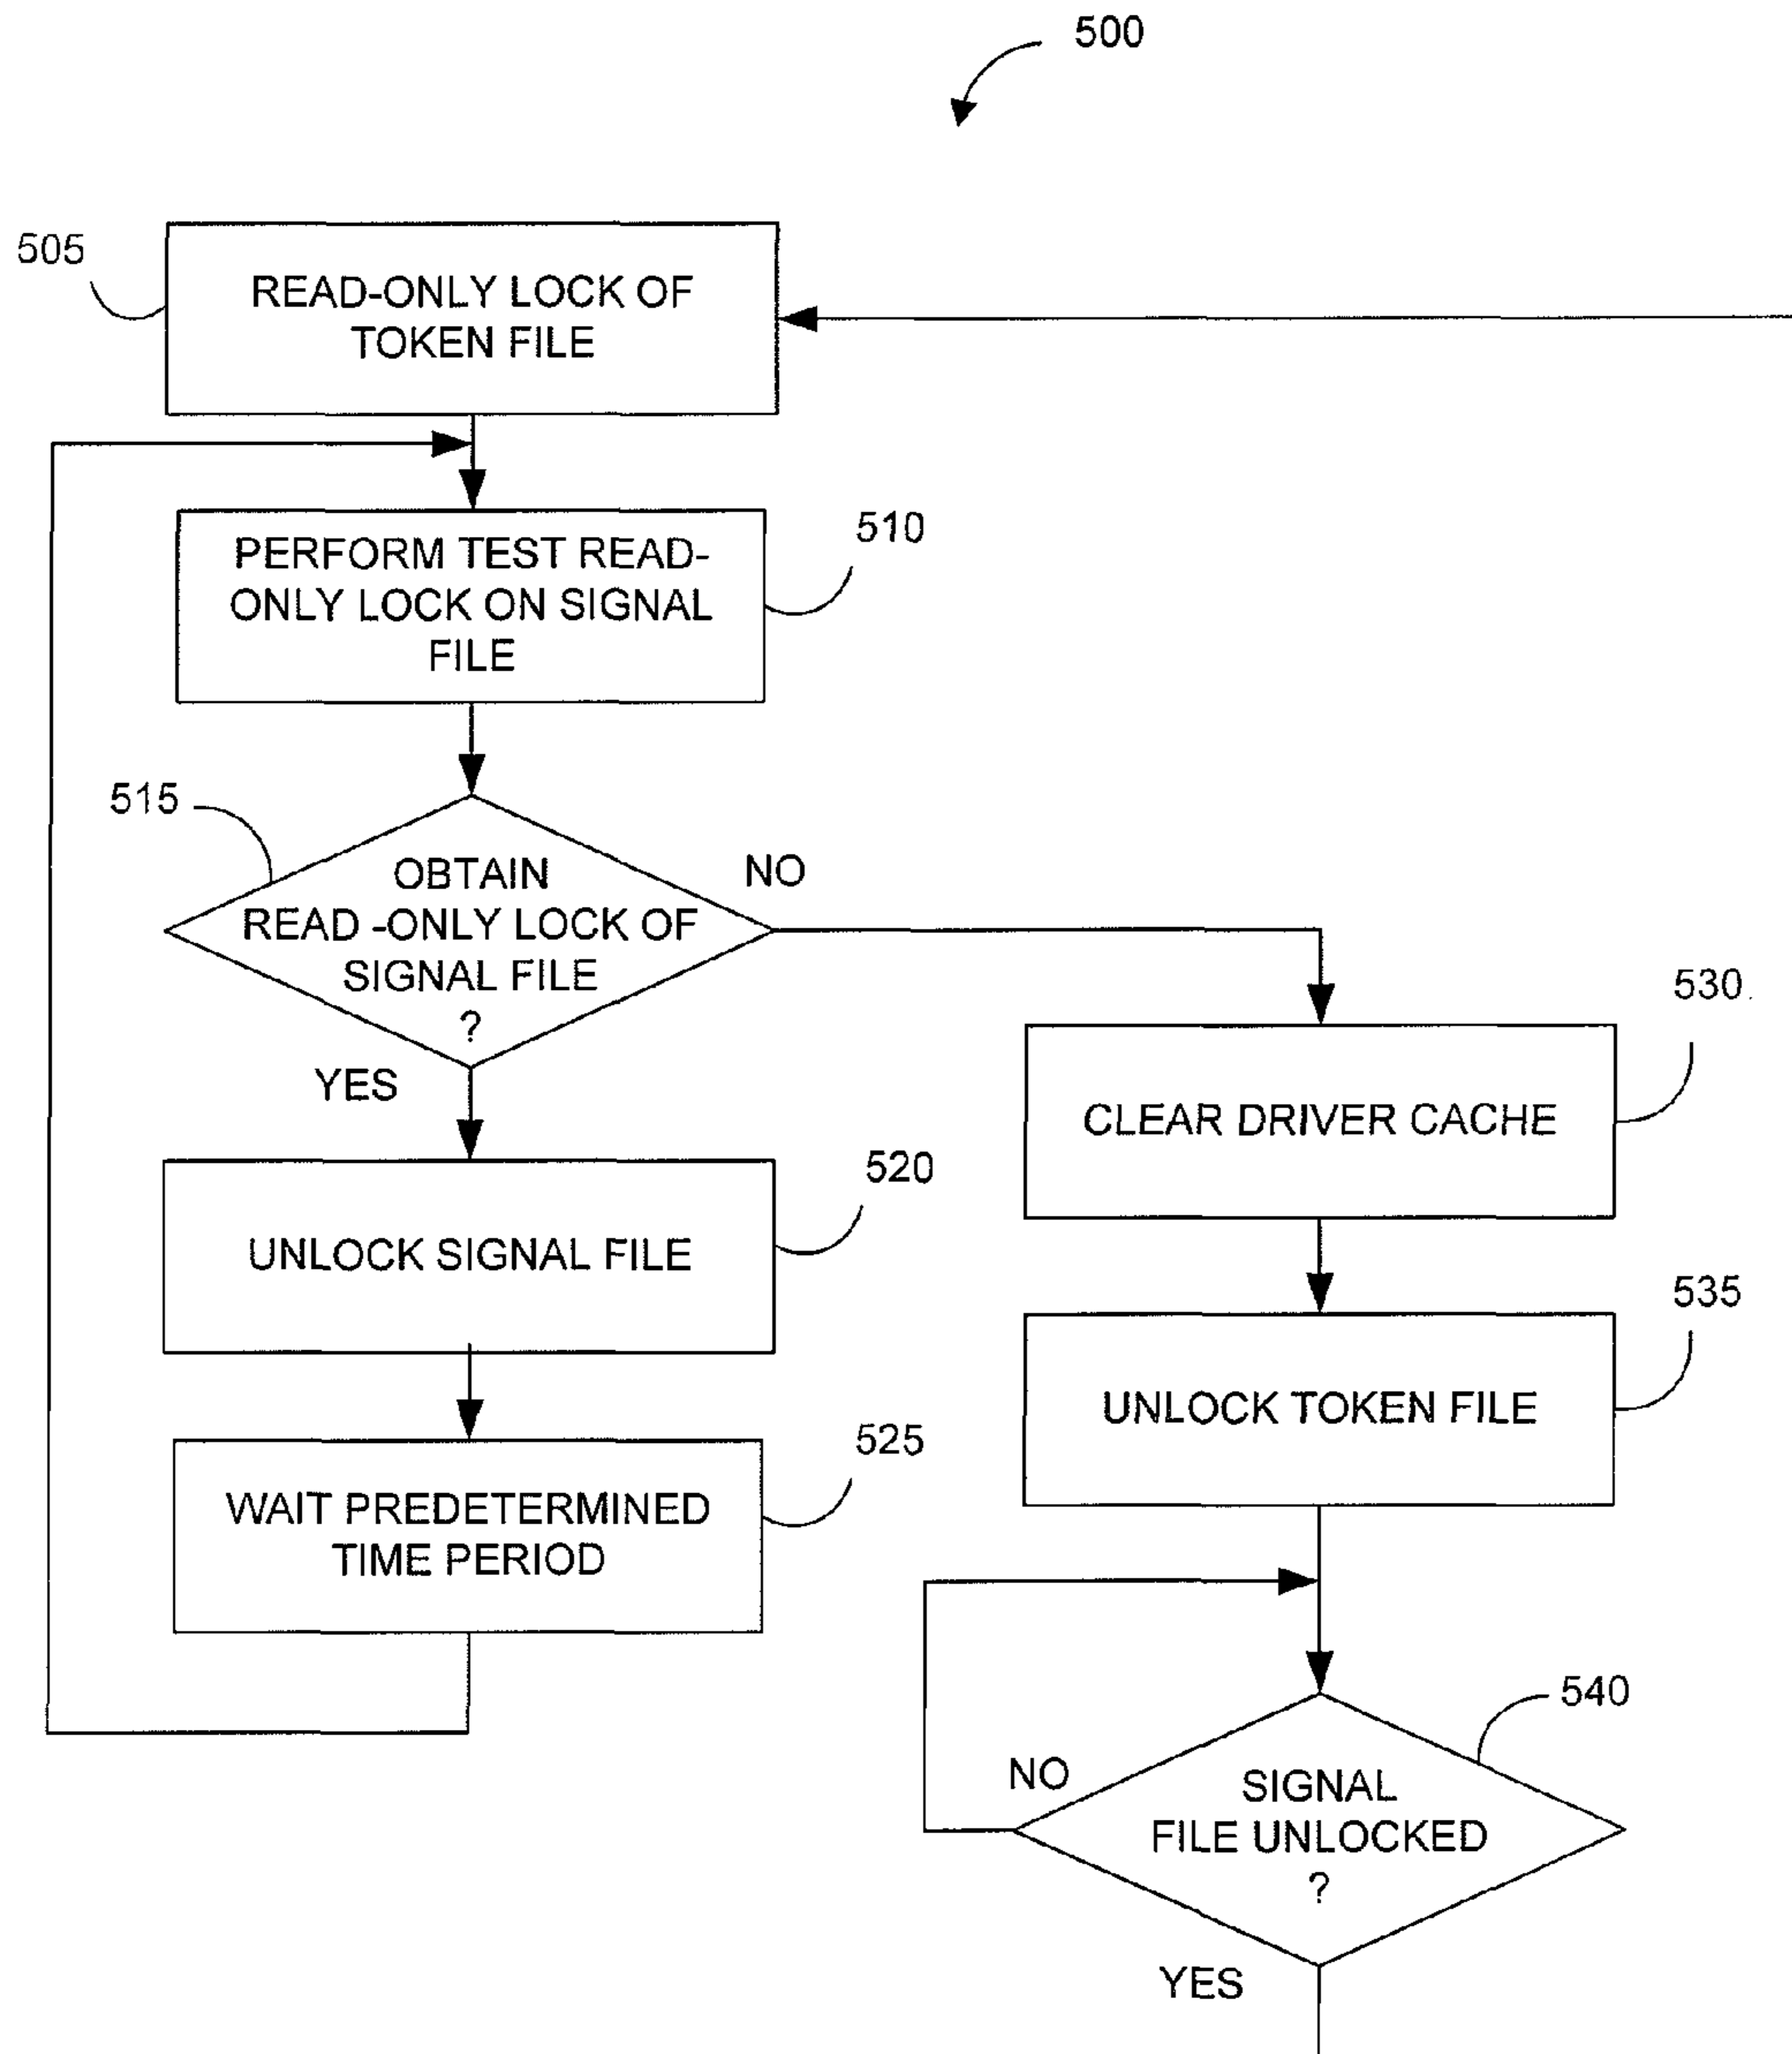 500
505
READ-ONLY LOCK OF
TOKEN FILE
510
PERFORM TEST READ-
ONLY LOCK ON SIGNAL
FILE
515
OBTAIN
READ -ONLY LOCK OF
SIGNAL FILE
?
NO
YES
530
CLEAR DRIVER CACHE
520
UNLOCK SIGNAL FILE
535
UNLOCK TOKEN FILE
525
WAIT PREDETERMINED
TIME PERIOD
540
NO
SIGNAL
FILE UNLOCKED
?
YES